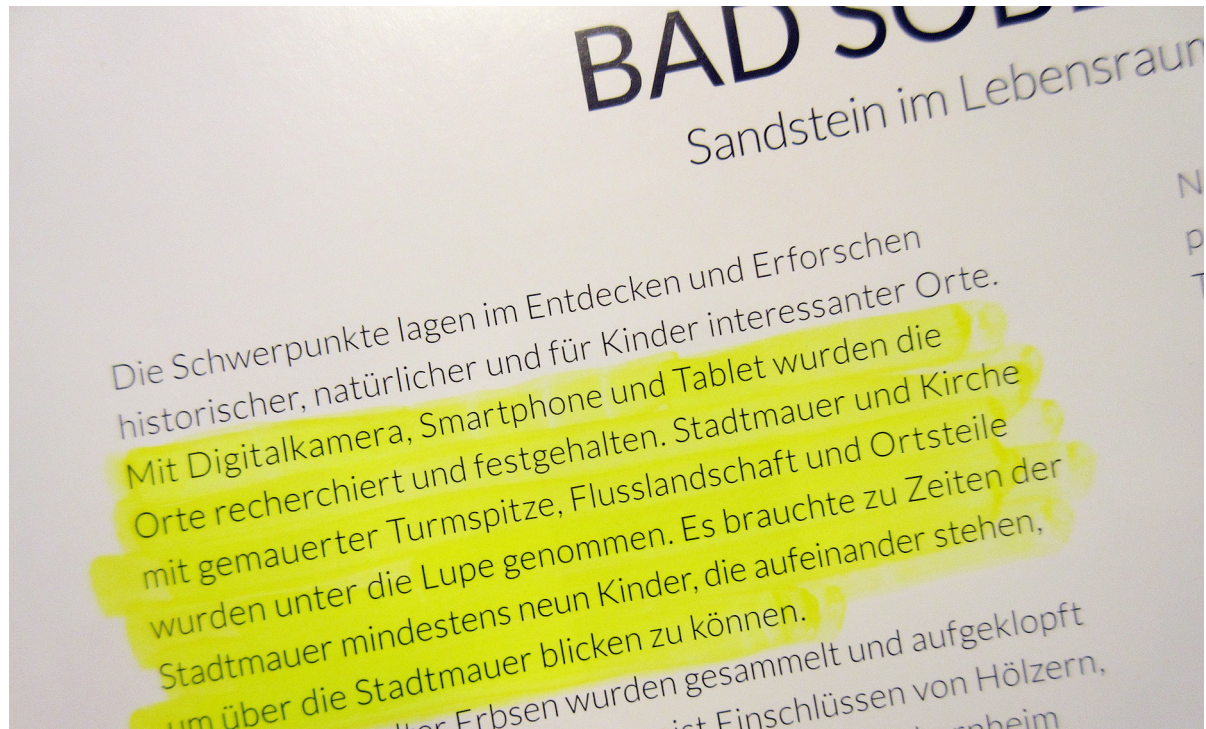 BAD
Sandstein im
Die Schwerpunkte lagen im Entdecken und Erforschen
historischer, natürlicher und für Kinder interessanter Orte.
Mit Digitalkamera, Smartphone und Tablet wurden die
Orte recherchiert und festgehalten. Stadtmauer und Kirche
mit gemauerter Turmspitze, Flusslandschaft und Ortsteile
wurden unter die Lupe genommen. Es brauchte zu Zeiten der
Stadtmauer mindestens neun Kinder, die aufeinander stehen,
um über die Stadtmauer blicken zu können.
Erbsen wurden gesammelt und aufgeklopft
Einschlüssen von Hölzern,